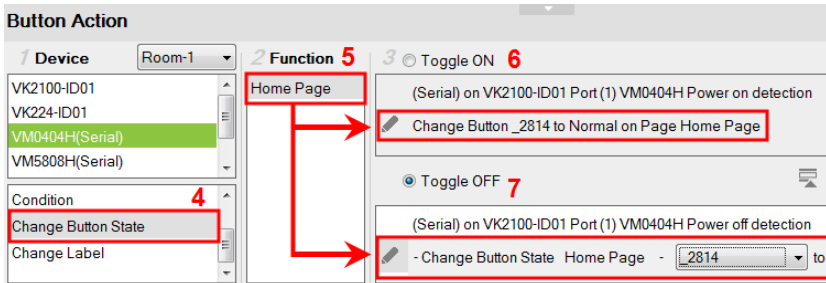 Button Action
1 Device Room-1
VK2100-ID01
VK224-ID01
VM0404H(Serial)
VM5808H(Serial)
4
Condition
Change Button State
Change Label
2 Function 5
Home Page
3 Toggle ON 6
(Serial) on VK2100-ID01 Port (1) VM0404H Power on detection
Change Button _2814 to Normal on Page Home Page
Toggle OFF 7
(Serial) on VK2100-ID01 Port (1) VM0404H Power off detection
- Change Button State Home Page - _2814 to